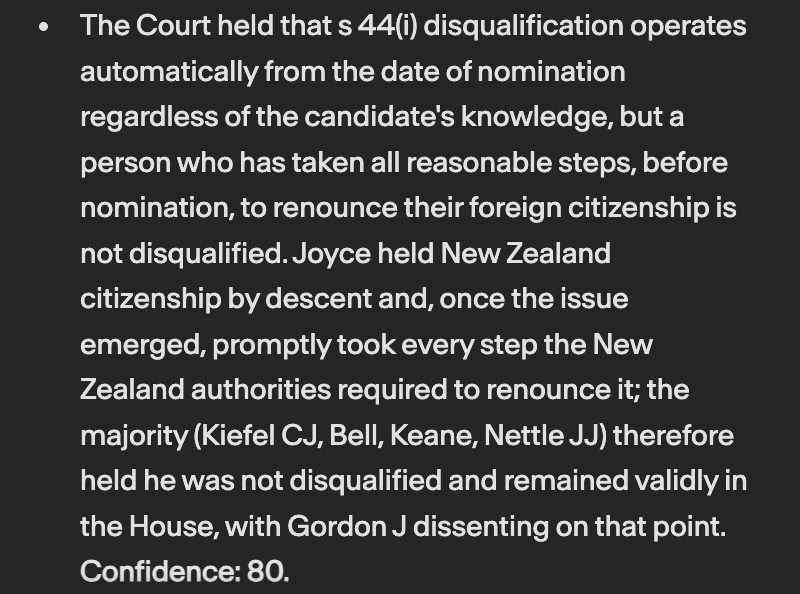 • The Court held that s 44(i) disqualification operates
automatically from the date of nomination
regardless of the candidate's knowledge, but a
person who has taken all reasonable steps, before
nomination, to renounce their foreign citizenship is
not disqualified. Joyce held New Zealand
citizenship by descent and, once the issue
emerged, promptly took every step the New
Zealand authorities required to renounce it; the
majority (Kiefel CJ, Bell, Keane, Nettle JJ) therefore
held he was not disqualified and remained validly in
the House, with Gordon J dissenting on that point.
Confidence: 80.